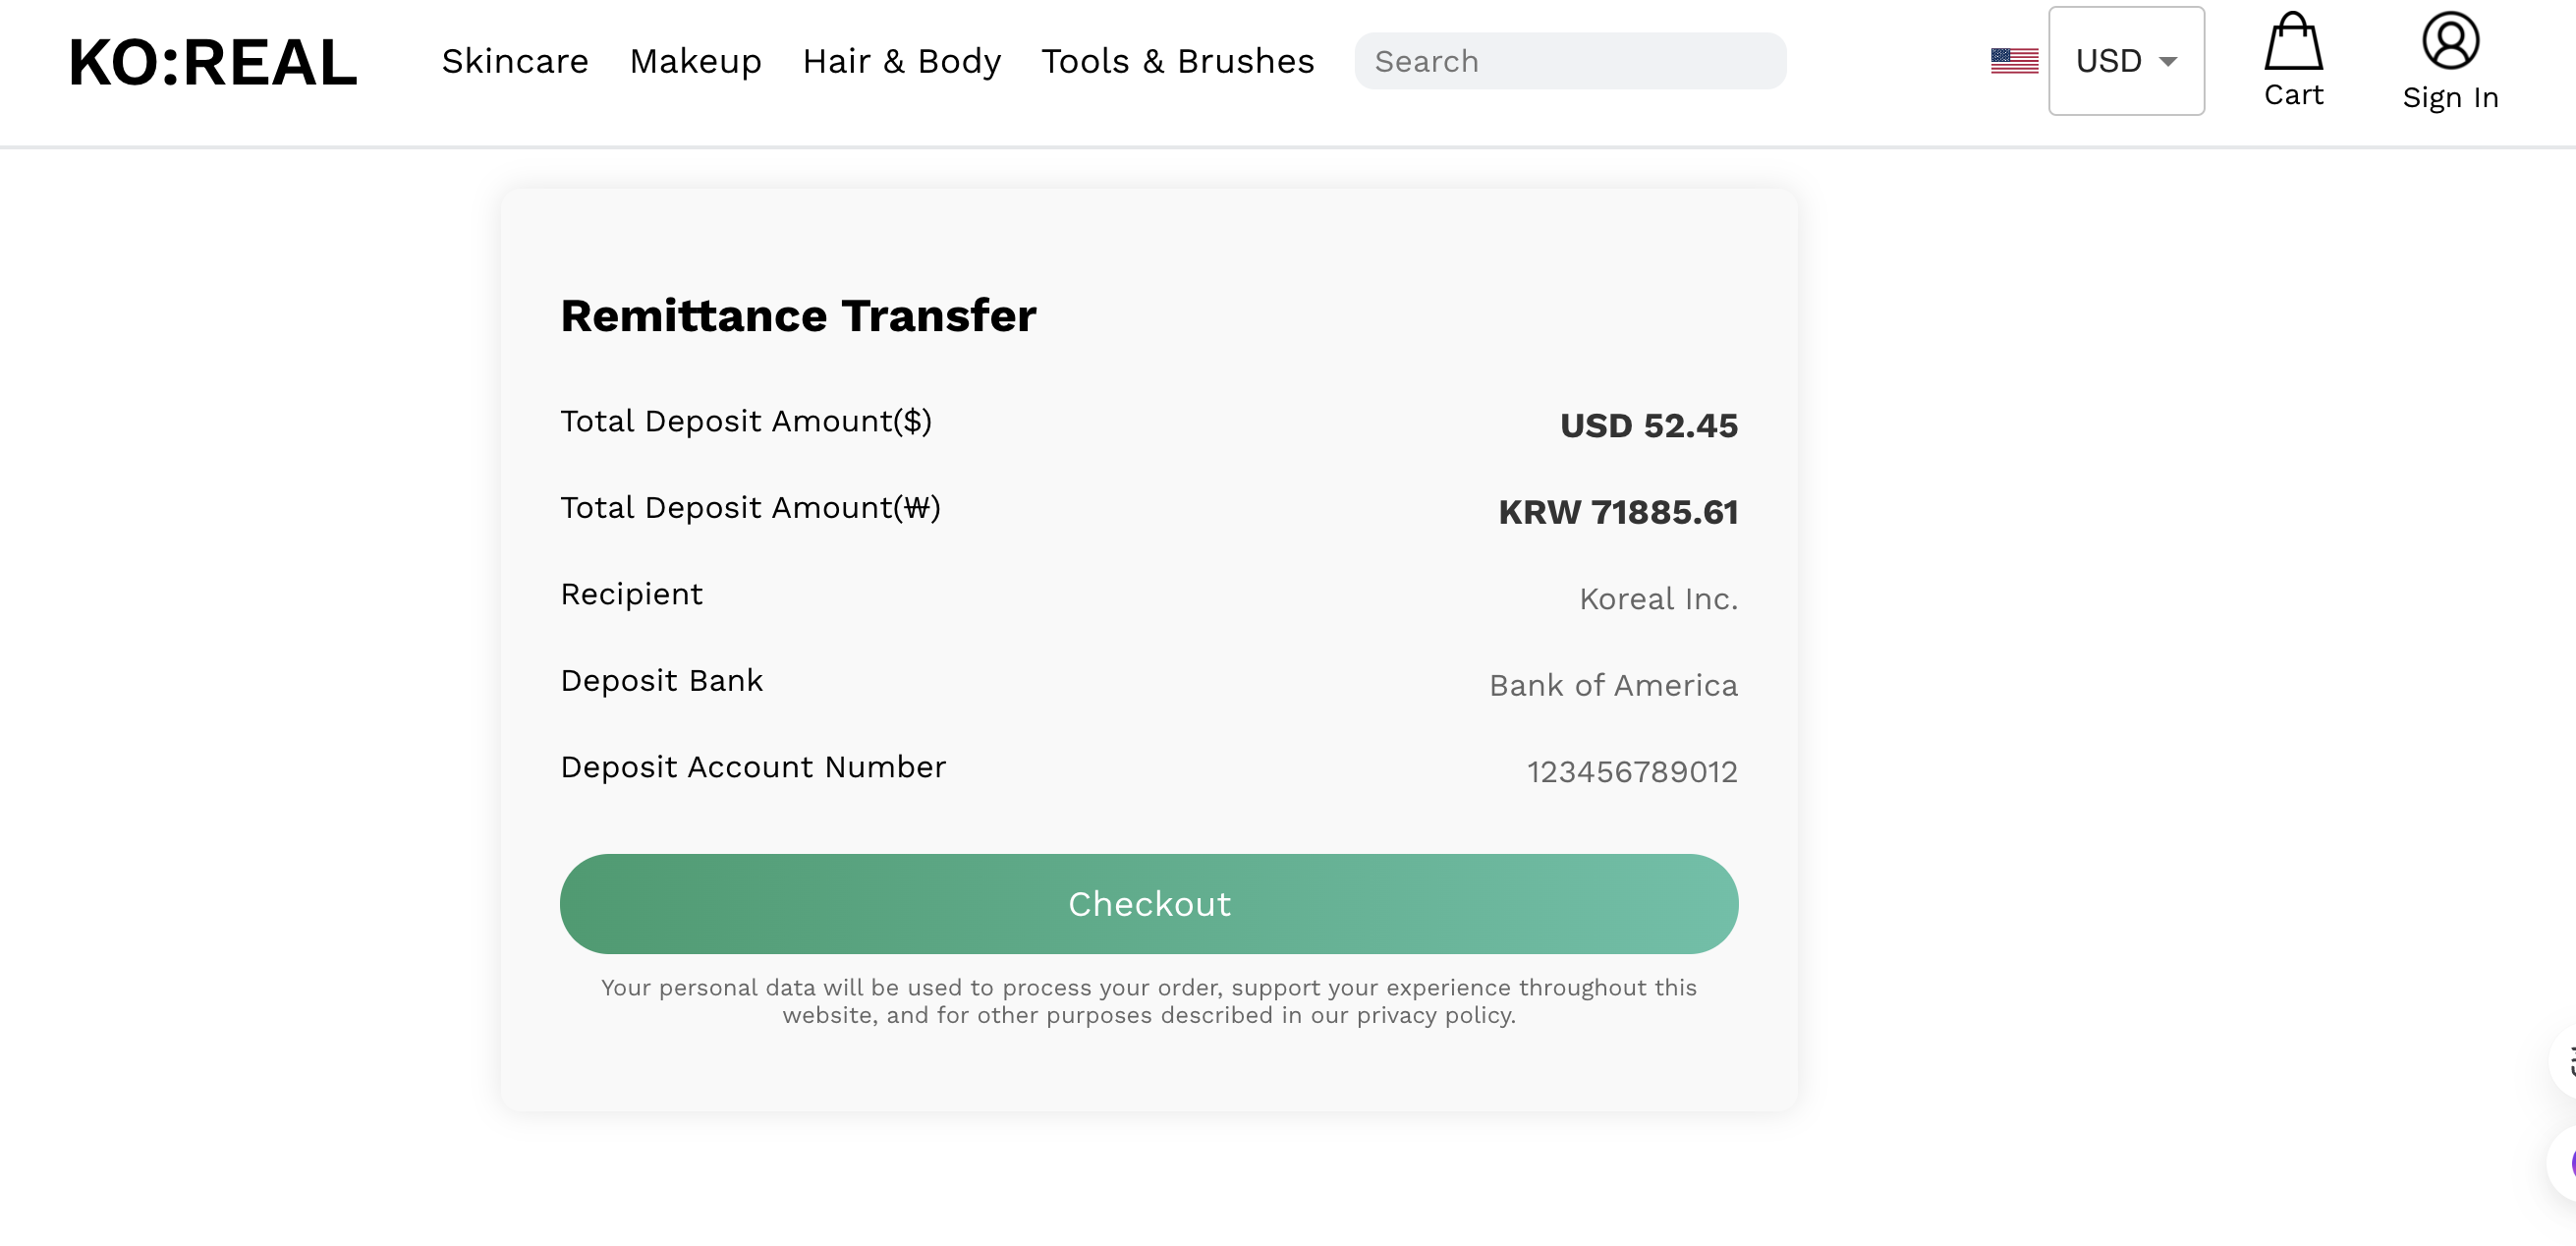 KO:REAL
Skincare
Makeup
Hair & Body
Tools & Brushes
Search
USD
Cart
Sign In
Remittance Transfer
Total Deposit Amount($) USD 52.45
Total Deposit Amount(₩) KRW 71885.61
Recipient Koreal Inc.
Deposit Bank Bank of America
Deposit Account Number 123456789012
Checkout
Your personal data will be used to process your order, support your experience throughout this
website, and for other purposes described in our privacy policy.